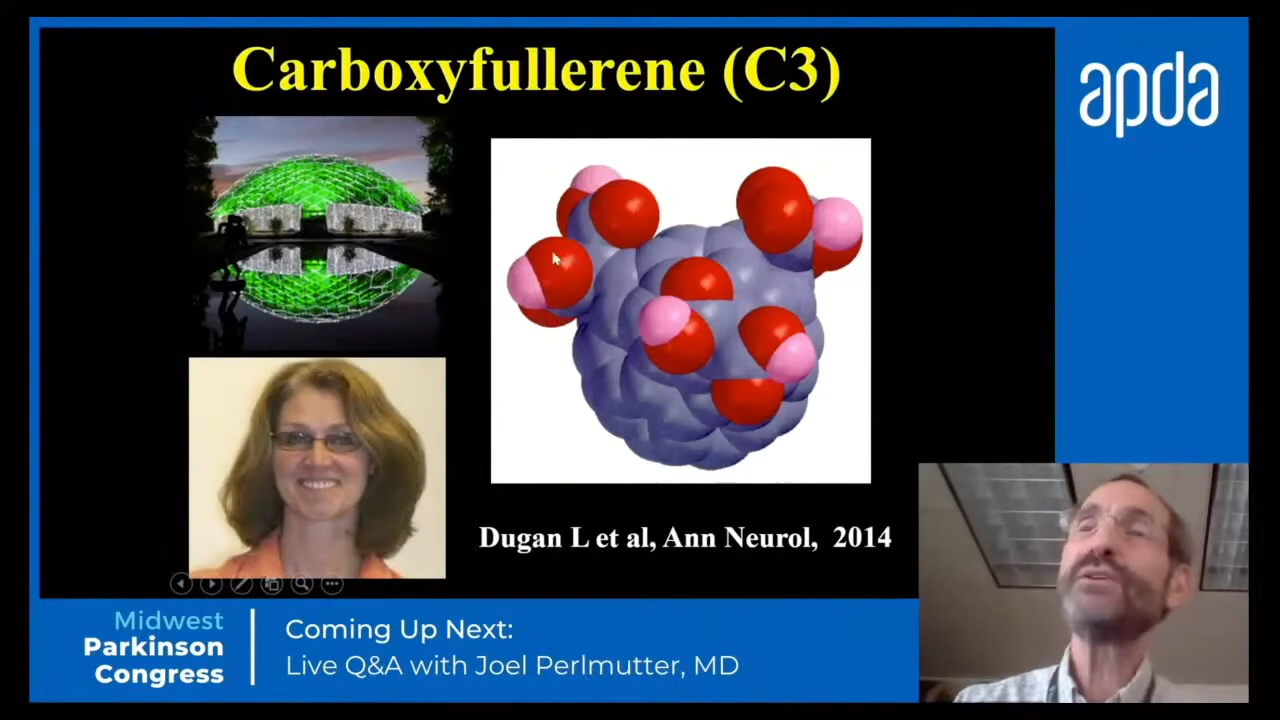 Carboxyfullerene (C3)
apda
Dugan L et al, Ann Neurol, 2014
Midwest
Parkinson
Congress
Coming Up Next:
Live Q&A with Joel Perlmutter, MD